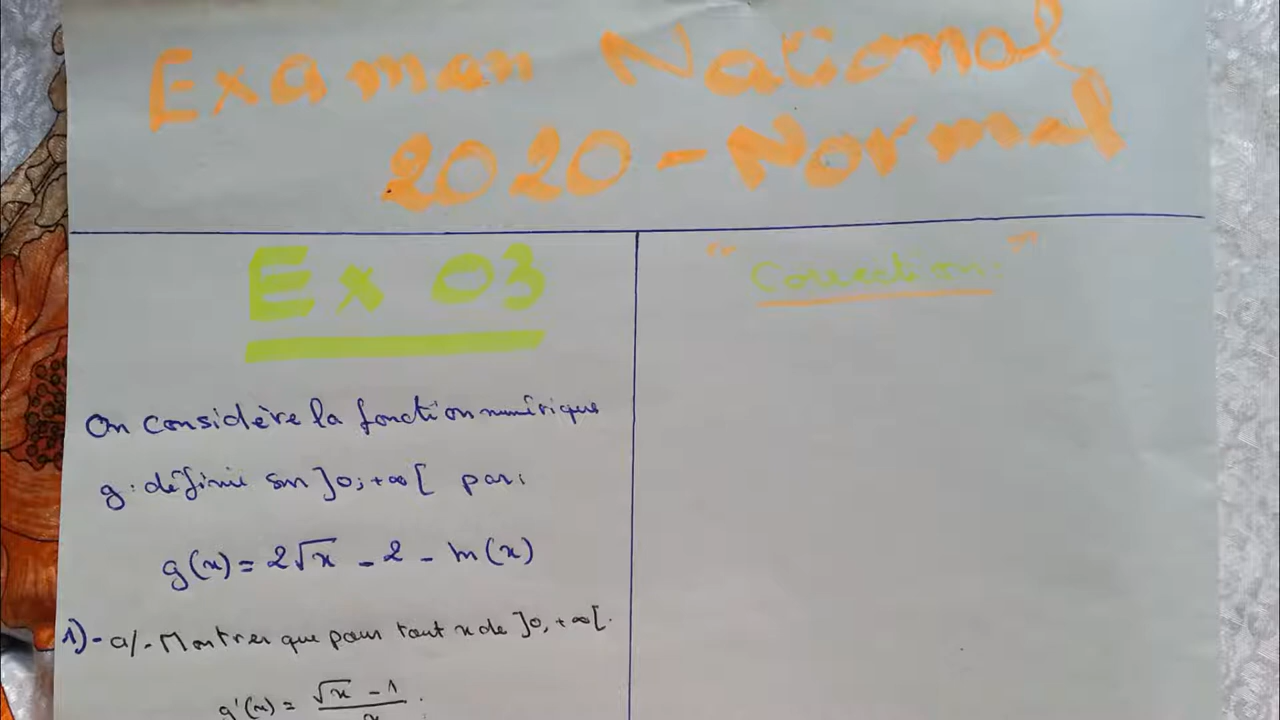 Examan National
2020 - Normal
Ex 03
"Correction:"
On considère la fonction numérique
g: définie sur ]0; +∞[ par:
g(x) = 2√x - 2 - ln(x)
1) - a/- Montrer que pour tout x de ]0, +∞[.
g'(x) = (√x - 1)/x.